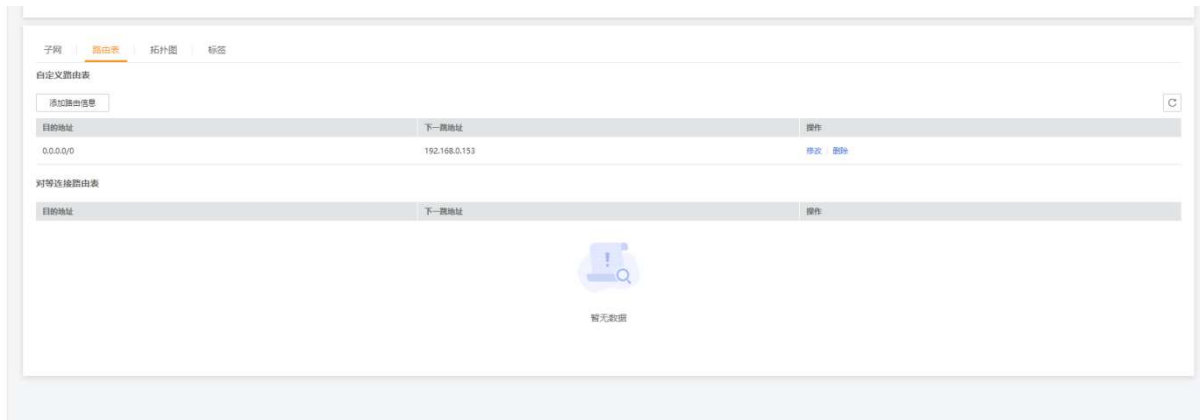 子网 路由表 拓扑图 标签
自定义路由表
添加路由信息
目的地址 下一跳地址 操作
0.0.0.0/0 192.168.0.153 修改 删除
对等连接路由表
目的地址 下一跳地址 操作
暂无数据